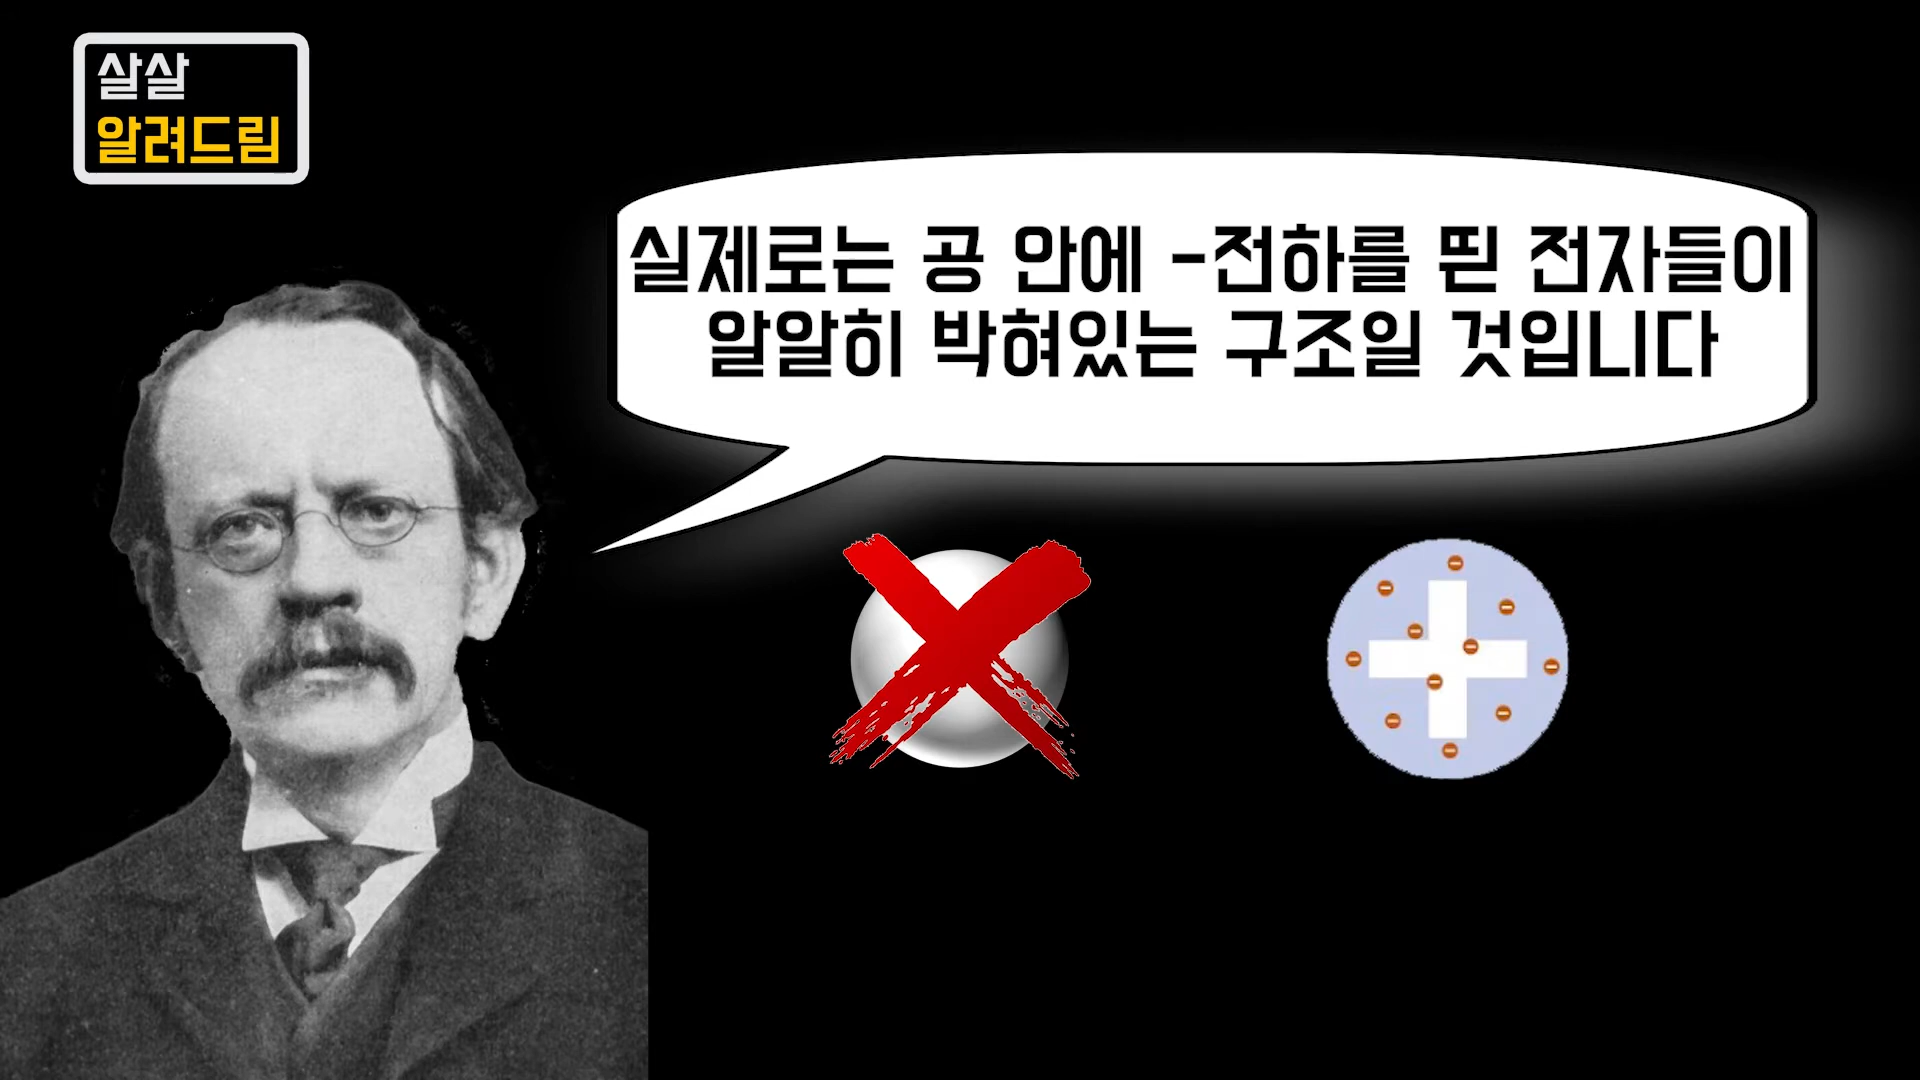 살살
알려드림
실제로는 공 안에 -전하를 띈 전자들이
알알히 박혀있는 구조일 것입니다